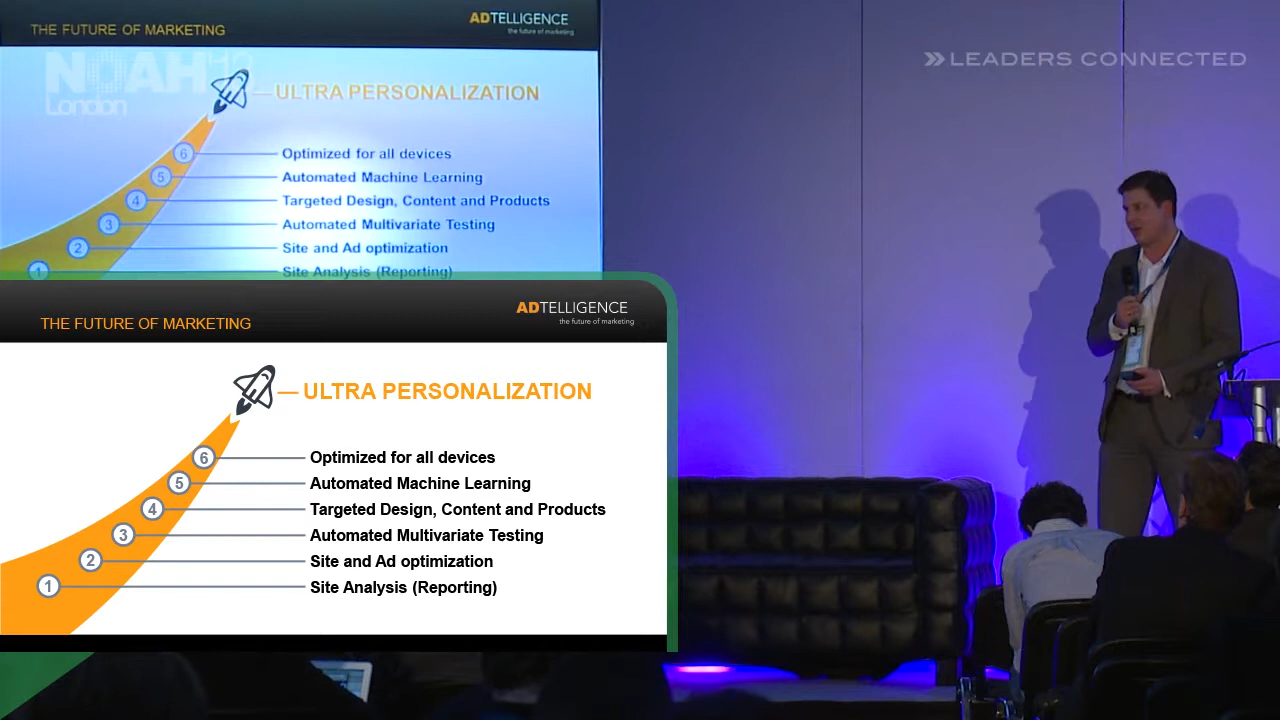 THE FUTURE OF MARKETING
ADTELLIGENCE
the future of marketing
NOAH'13
London
LEADERS CONNECTED
ULTRA PERSONALIZATION
6 Optimized for all devices
5 Automated Machine Learning
4 Targeted Design, Content and Products
3 Automated Multivariate Testing
2 Site and Ad optimization
1 Site Analysis (Reporting)
THE FUTURE OF MARKETING
ADTELLIGENCE
the future of marketing
ULTRA PERSONALIZATION
6 Optimized for all devices
5 Automated Machine Learning
4 Targeted Design, Content and Products
3 Automated Multivariate Testing
2 Site and Ad optimization
1 Site Analysis (Reporting)